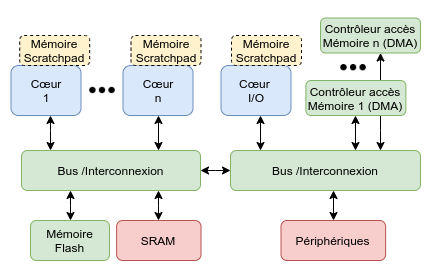 Mémoire
Scratchpad
Mémoire
Scratchpad
Mémoire
Scratchpad
Contrôleur accès
Mémoire n (DMA)
Cœur
1
Cœur
n
Cœur
I/O
Contrôleur accès
Mémoire 1 (DMA)
Bus /Interconnexion
Bus /Interconnexion
Mémoire
Flash
SRAM
Périphériques